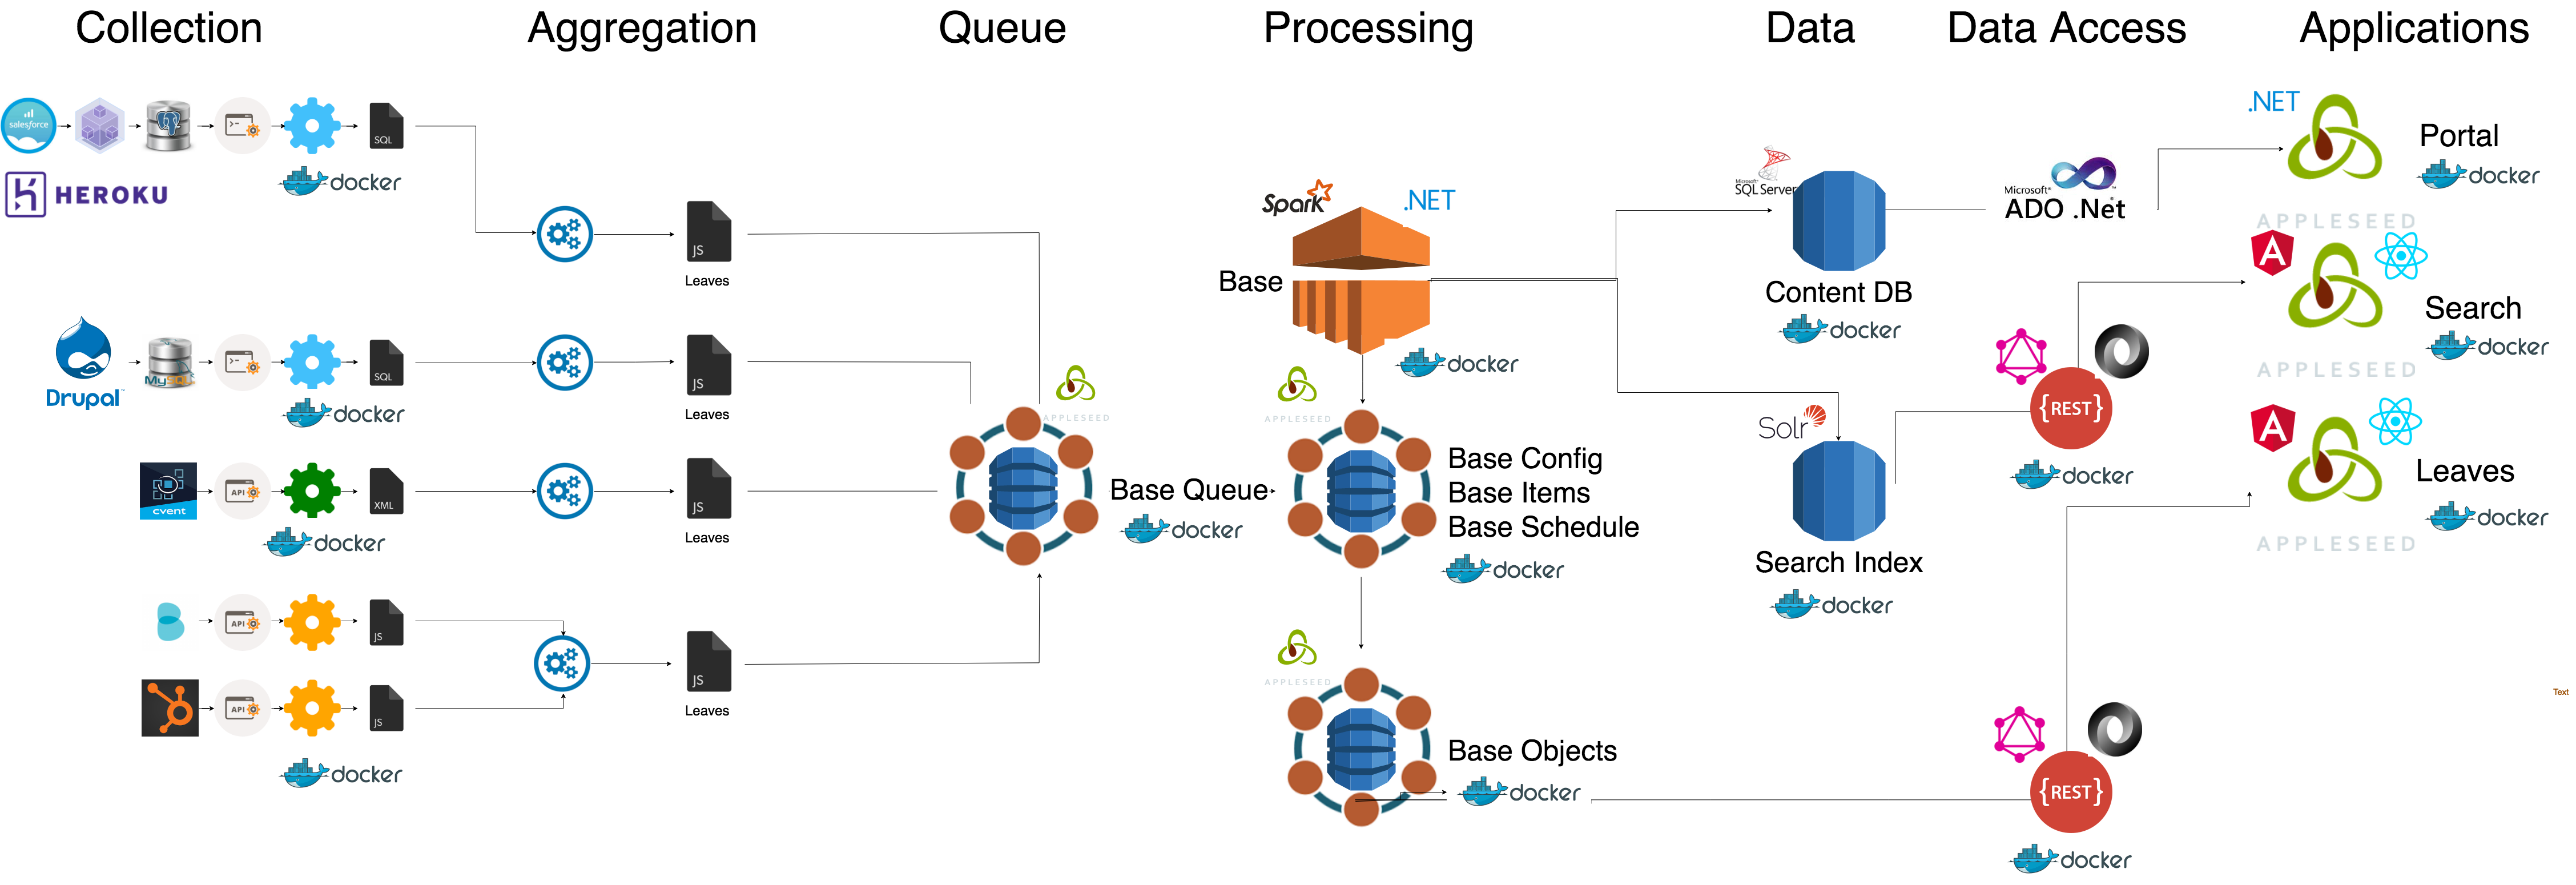 Collection
Aggregation
Queue
Processing
Data
Data Access
Applications
salesforce
HEROKU
>-
SQL
docker
JS
Leaves
Drupal™
MySQL
>-
SQL
docker
JS
Leaves
cvent
API
XML
docker
JS
Leaves
API
JS
API
JS
docker
JS
Leaves
APPLESEED
Base Queue
docker
Spark
.NET
Base
docker
APPLESEED
Base Config
Base Items
Base Schedule
docker
APPLESEED
Base Objects
docker
Microsoft®
SQL Server
Content DB
docker
Solr
Search Index
docker
Microsoft®
ADO .Net
{REST}
docker
{REST}
docker
.NET
Portal
docker
APPLESEED
A
Search
docker
APPLESEED
A
Leaves
docker
APPLESEED
Text